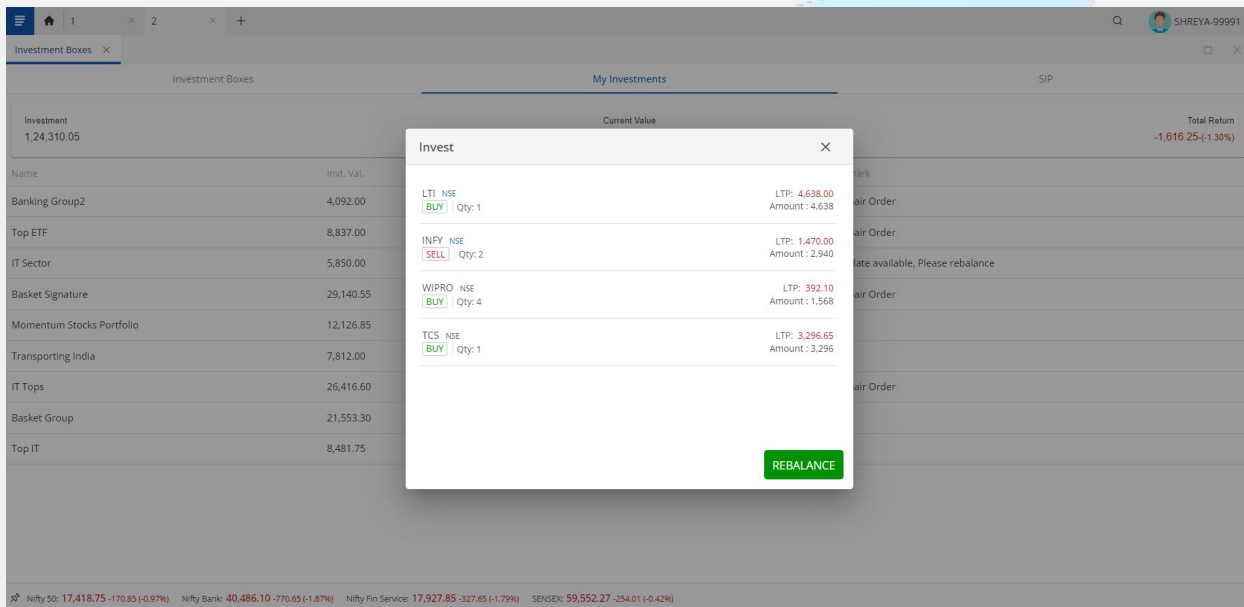 1 × 2 × + SHREYA-99991
Investment Boxes ×
Investment Boxes My Investments SIP
Investment Current Value Total Return
1,24,310.05 -1,616.25-(-1.30%)
Invest ×
Name Invt. Val.
LTI NSE LTP: 4,638.00
BUY Qty: 1 Amount : 4,638
Banking Group2 4,092.00 air Order
Top ETF 8,837.00 air Order
INFY NSE LTP: 1,470.00
SELL Qty: 2 Amount : 2,940
IT Sector 5,850.00 date available, Please rebalance
Basket Signature 29,140.55 air Order
WIPRO NSE LTP: 392.10
BUY Qty: 4 Amount : 1,568
Momentum Stocks Portfolio 12,126.85
TCS NSE LTP: 3,296.65
BUY Qty: 1 Amount : 3,296
Transporting India 7,812.00
IT Tops 26,416.60 air Order
Basket Group 21,553.30
Top IT 8,481.75
REBALANCE
Nifty 50: 17,418.75 -170.85 (-0.97%) Nifty Bank: 40,486.10 -770.65 (-1.87%) Nifty Fin Service: 17,927.85 -327.65 (-1.79%) SENSEX: 59,552.27 -254.01 (-0.42%)